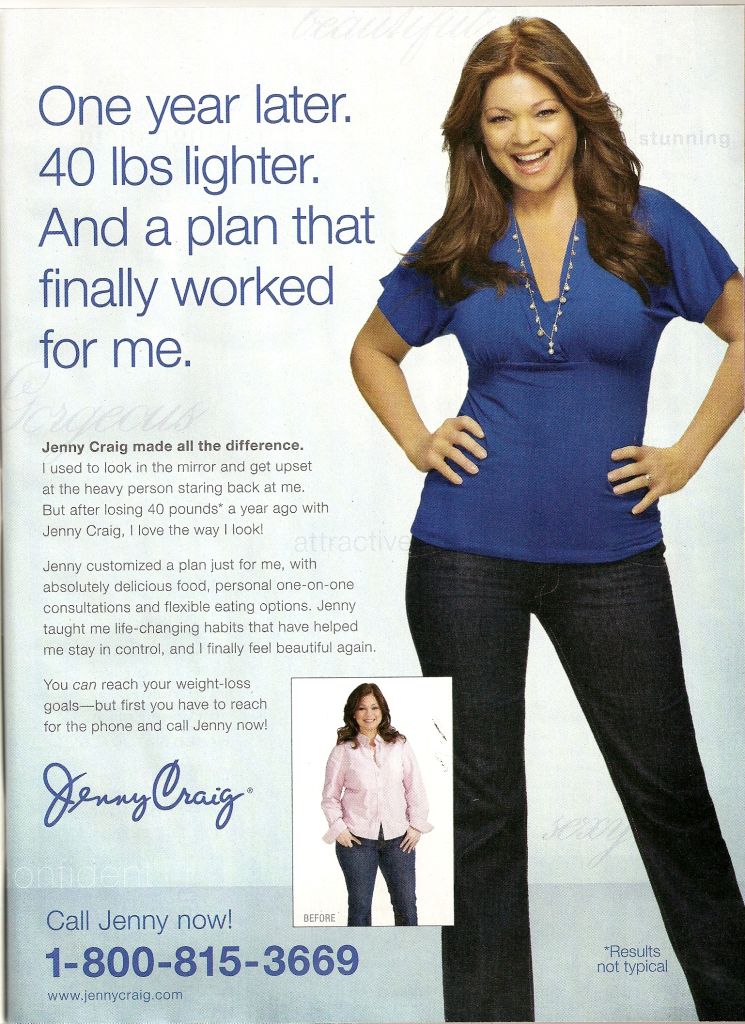 beautiful
One year later.
40 lbs lighter.
And a plan that
finally worked
for me.
stunning
Gorgeous
Jenny Craig made all the difference.
I used to look in the mirror and get upset
at the heavy person staring back at me.
But after losing 40 pounds* a year ago with
Jenny Craig, I love the way I look!
attractive
Jenny customized a plan just for me, with
absolutely delicious food, personal one-on-one
consultations and flexible eating options. Jenny
taught me life-changing habits that have helped
me stay in control, and I finally feel beautiful again.
You can reach your weight-loss
goals—but first you have to reach
for the phone and call Jenny now!
Jenny Craig®
sexy
onfident
BEFORE
Call Jenny now!
1-800-815-3669
www.jennycraig.com
*Results
not typical